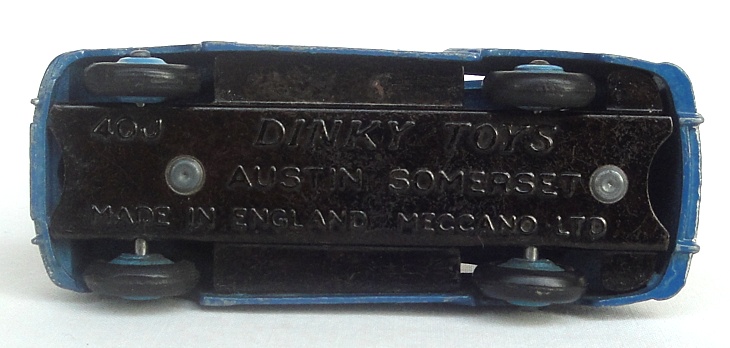 40J DINKY TOYS
AUSTIN SOMERSET
MADE IN ENGLAND MECCANO LTD